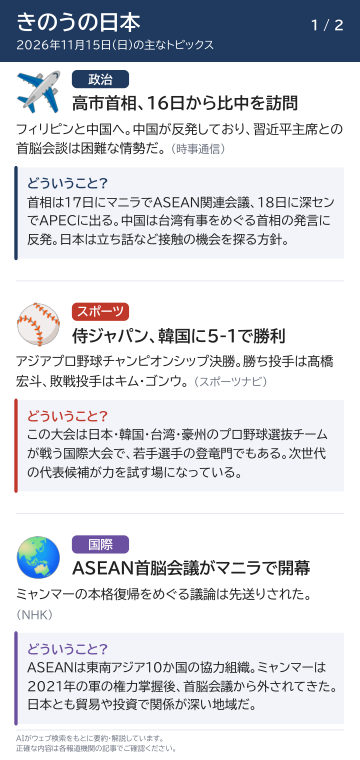 きのうの日本
1 / 2
2026年11月15日(日)の主なトピックス
政治
高市首相、16日から比中を訪問
フィリピンと中国へ。中国が反発しており、習近平主席との
首脳会談は困難な情勢だ。（時事通信）
どういうこと?
首相は17日にマニラでASEAN関連会議、18日に深セン
でAPECに出る。中国は台湾有事をめぐる首相の発言に
反発。日本は立ち話など接触の機会を探る方針。
スポーツ
侍ジャパン、韓国に5-1で勝利
アジアプロ野球チャンピオンシップ決勝。勝ち投手は髙橋
宏斗、敗戦投手はキム・ゴンウ。（スポーツナビ）
どういうこと?
この大会は日本・韓国・台湾・豪州のプロ野球選抜チーム
が戦う国際大会で、若手選手の登竜門でもある。次世代
の代表候補が力を試す場になっている。
国際
ASEAN首脳会議がマニラで開幕
ミャンマーの本格復帰をめぐる議論は先送りされた。
（NHK）
どういうこと?
ASEANは東南アジア10か国の協力組織。ミャンマーは
2021年の軍の権力掌握後、首脳会議から外されてきた。
日本とも貿易や投資で関係が深い地域だ。
AIがウェブ検索をもとに要約・解説しています。
正確な内容は各報道機関の記事でご確認ください。